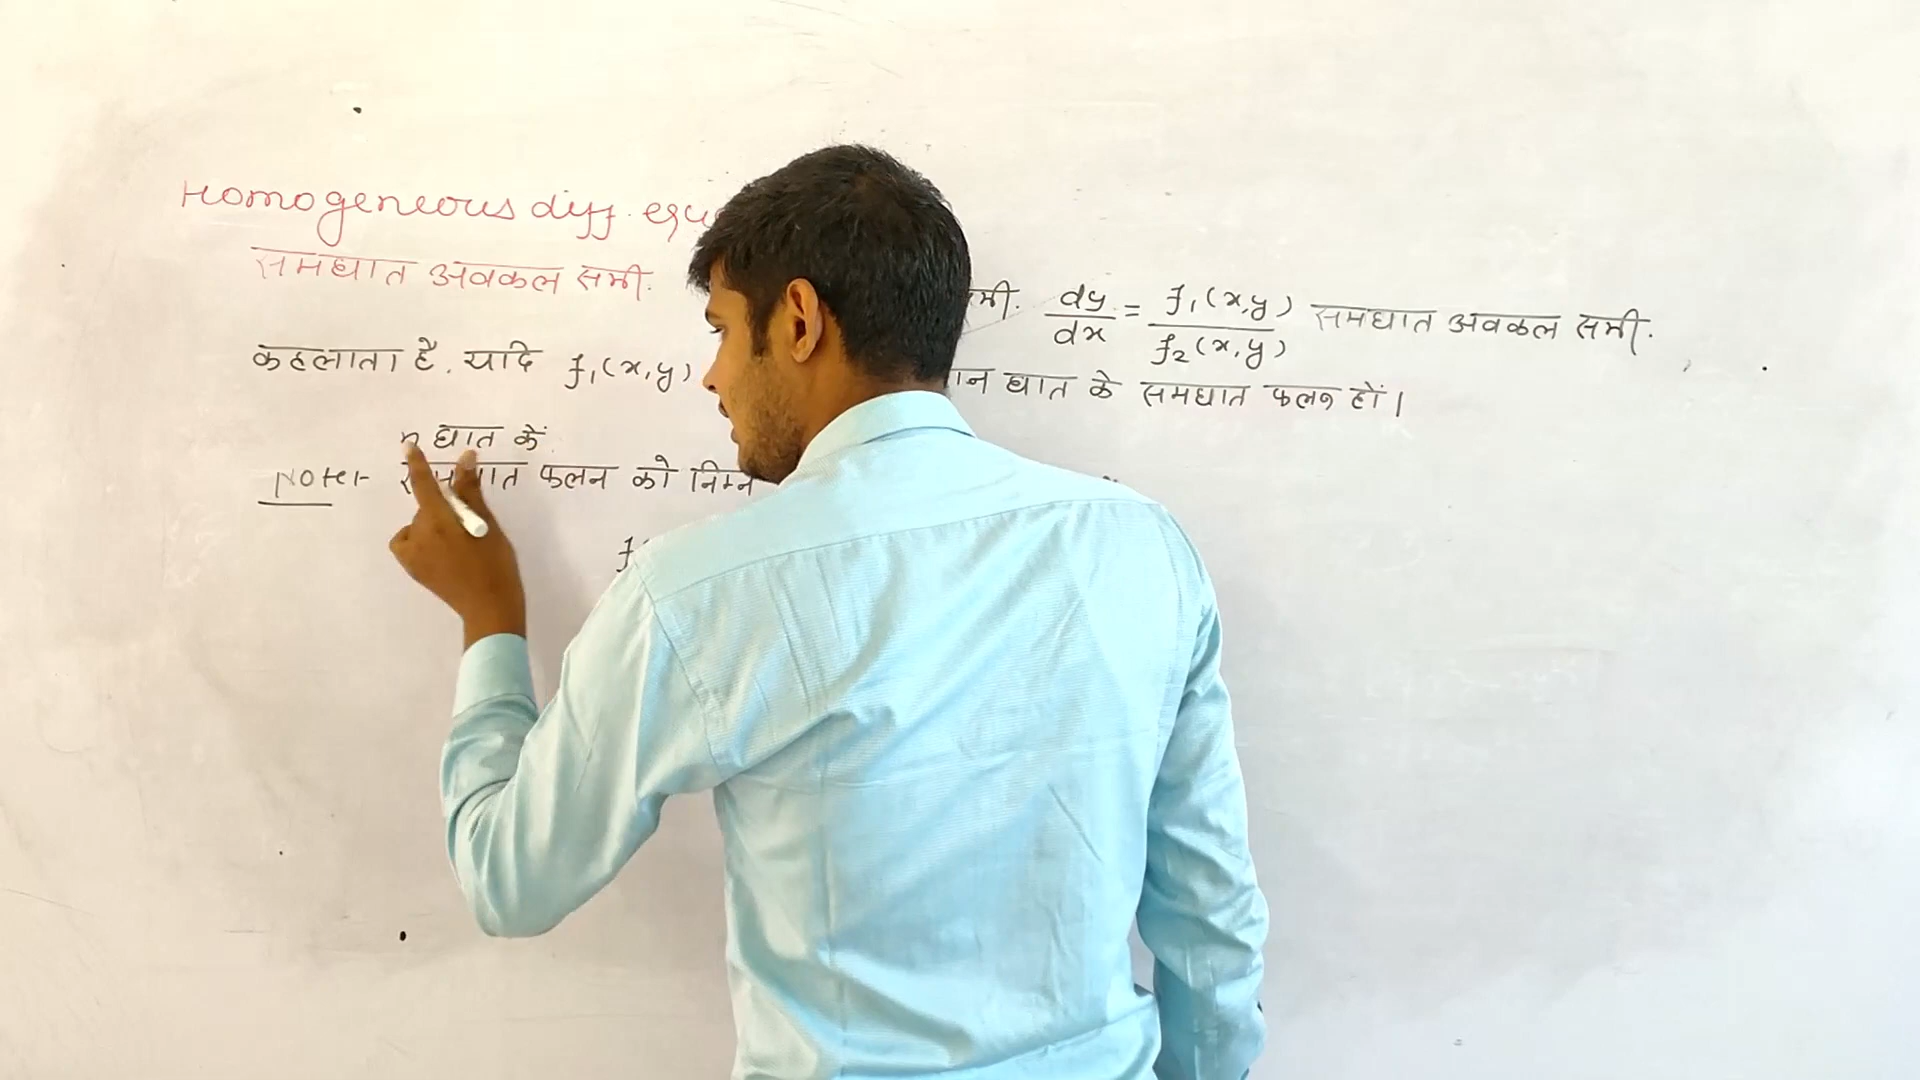 Homogeneous diff. equ
समघात अवकल समी.
समी. dy/dx = f₁(x,y)/f₂(x,y) समघात अवकल समी.
कहलाता है. यदि f₁(x,y) घात के समघात फलन हों।
n घात कें
Note:- फलन को निम्न